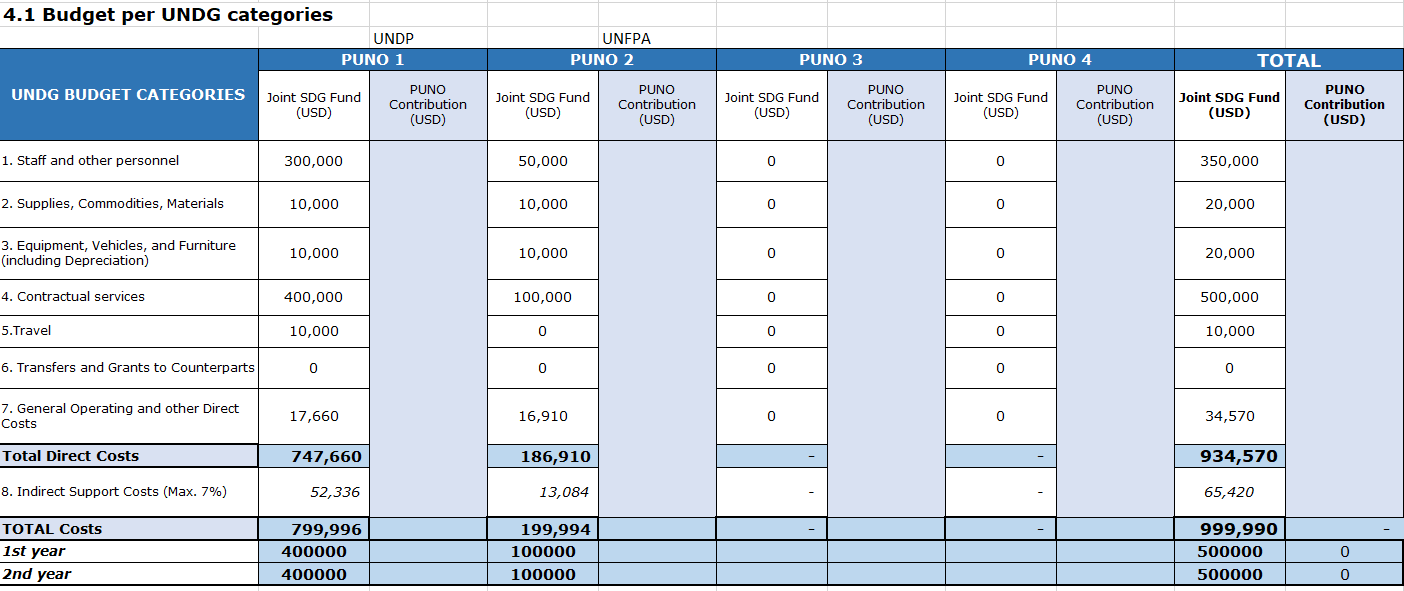 4.1 Budget per UNDG categories
UNDP UNFPA
UNDG BUDGET CATEGORIES PUNO 1 PUNO 2 PUNO 3 PUNO 4 TOTAL
Joint SDG Fund (USD) PUNO Contribution (USD) Joint SDG Fund (USD) PUNO Contribution (USD) Joint SDG Fund (USD) PUNO Contribution (USD) Joint SDG Fund (USD) PUNO Contribution (USD) Joint SDG Fund (USD) PUNO Contribution (USD)
1. Staff and other personnel 300,000 50,000 0 0 350,000
2. Supplies, Commodities, Materials 10,000 10,000 0 0 20,000
3. Equipment, Vehicles, and Furniture (including Depreciation) 10,000 10,000 0 0 20,000
4. Contractual services 400,000 100,000 0 0 500,000
5.Travel 10,000 0 0 0 10,000
6. Transfers and Grants to Counterparts 0 0 0 0 0
7. General Operating and other Direct Costs 17,660 16,910 0 0 34,570
Total Direct Costs 747,660 186,910 - - 934,570
8. Indirect Support Costs (Max. 7%) 52,336 13,084 - - 65,420
TOTAL Costs 799,996 199,994 - - 999,990 -
1st year 400000 100000 500000 0
2nd year 400000 100000 500000 0